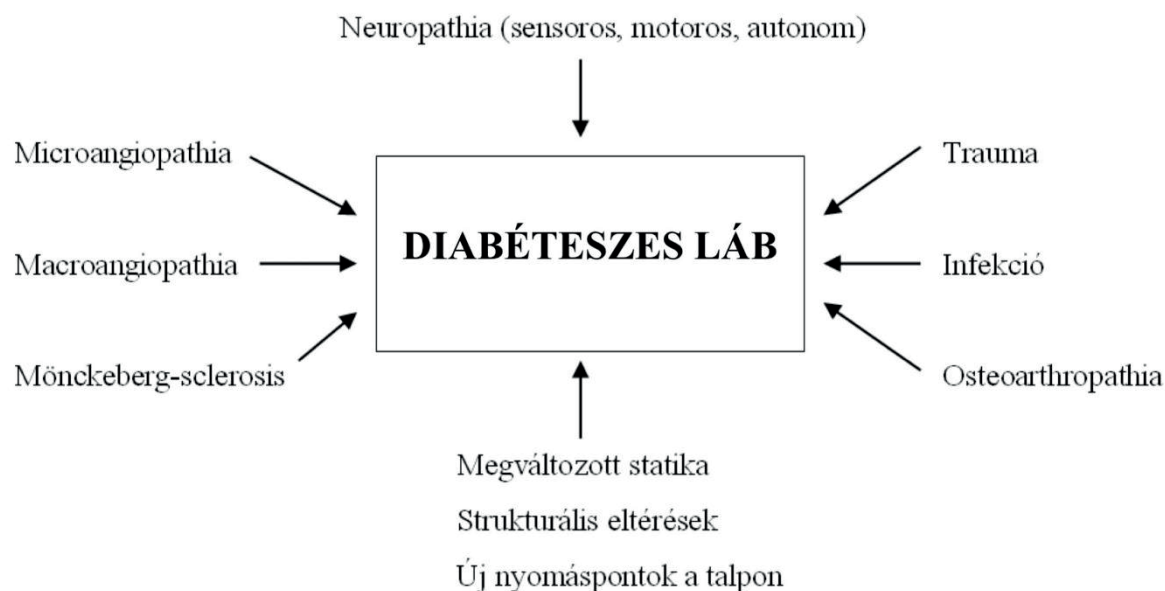 Neuropathia (sensoros, motoros, autonom)
Microangiopathia
Trauma
DIABÉTESZES LÁB
Macroangiopathia
Infekció
Mönckeberg-sclerosis
Osteoarthropathia
Megváltozott statika
Strukturális eltérések
Új nyomáspontok a talpon